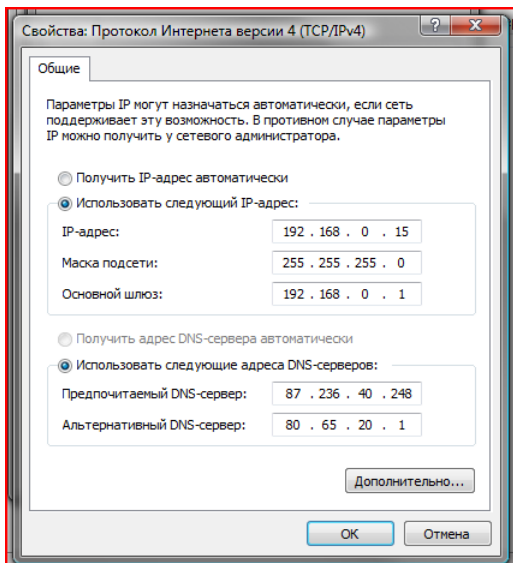 Свойства: Протокол Интернета версии 4 (TCP/IPv4)
Общие
Параметры IP могут назначаться автоматически, если сеть
поддерживает эту возможность. В противном случае параметры
IP можно получить у сетевого администратора.
Получить IP-адрес автоматически
Использовать следующий IP-адрес:
IP-адрес: 192 . 168 . 0 . 15
Маска подсети: 255 . 255 . 255 . 0
Основной шлюз: 192 . 168 . 0 . 1
Получить адрес DNS-сервера автоматически
Использовать следующие адреса DNS-серверов:
Предпочитаемый DNS-сервер: 87 . 236 . 40 . 248
Альтернативный DNS-сервер: 80 . 65 . 20 . 1
Дополнительно...
ОК Отмена